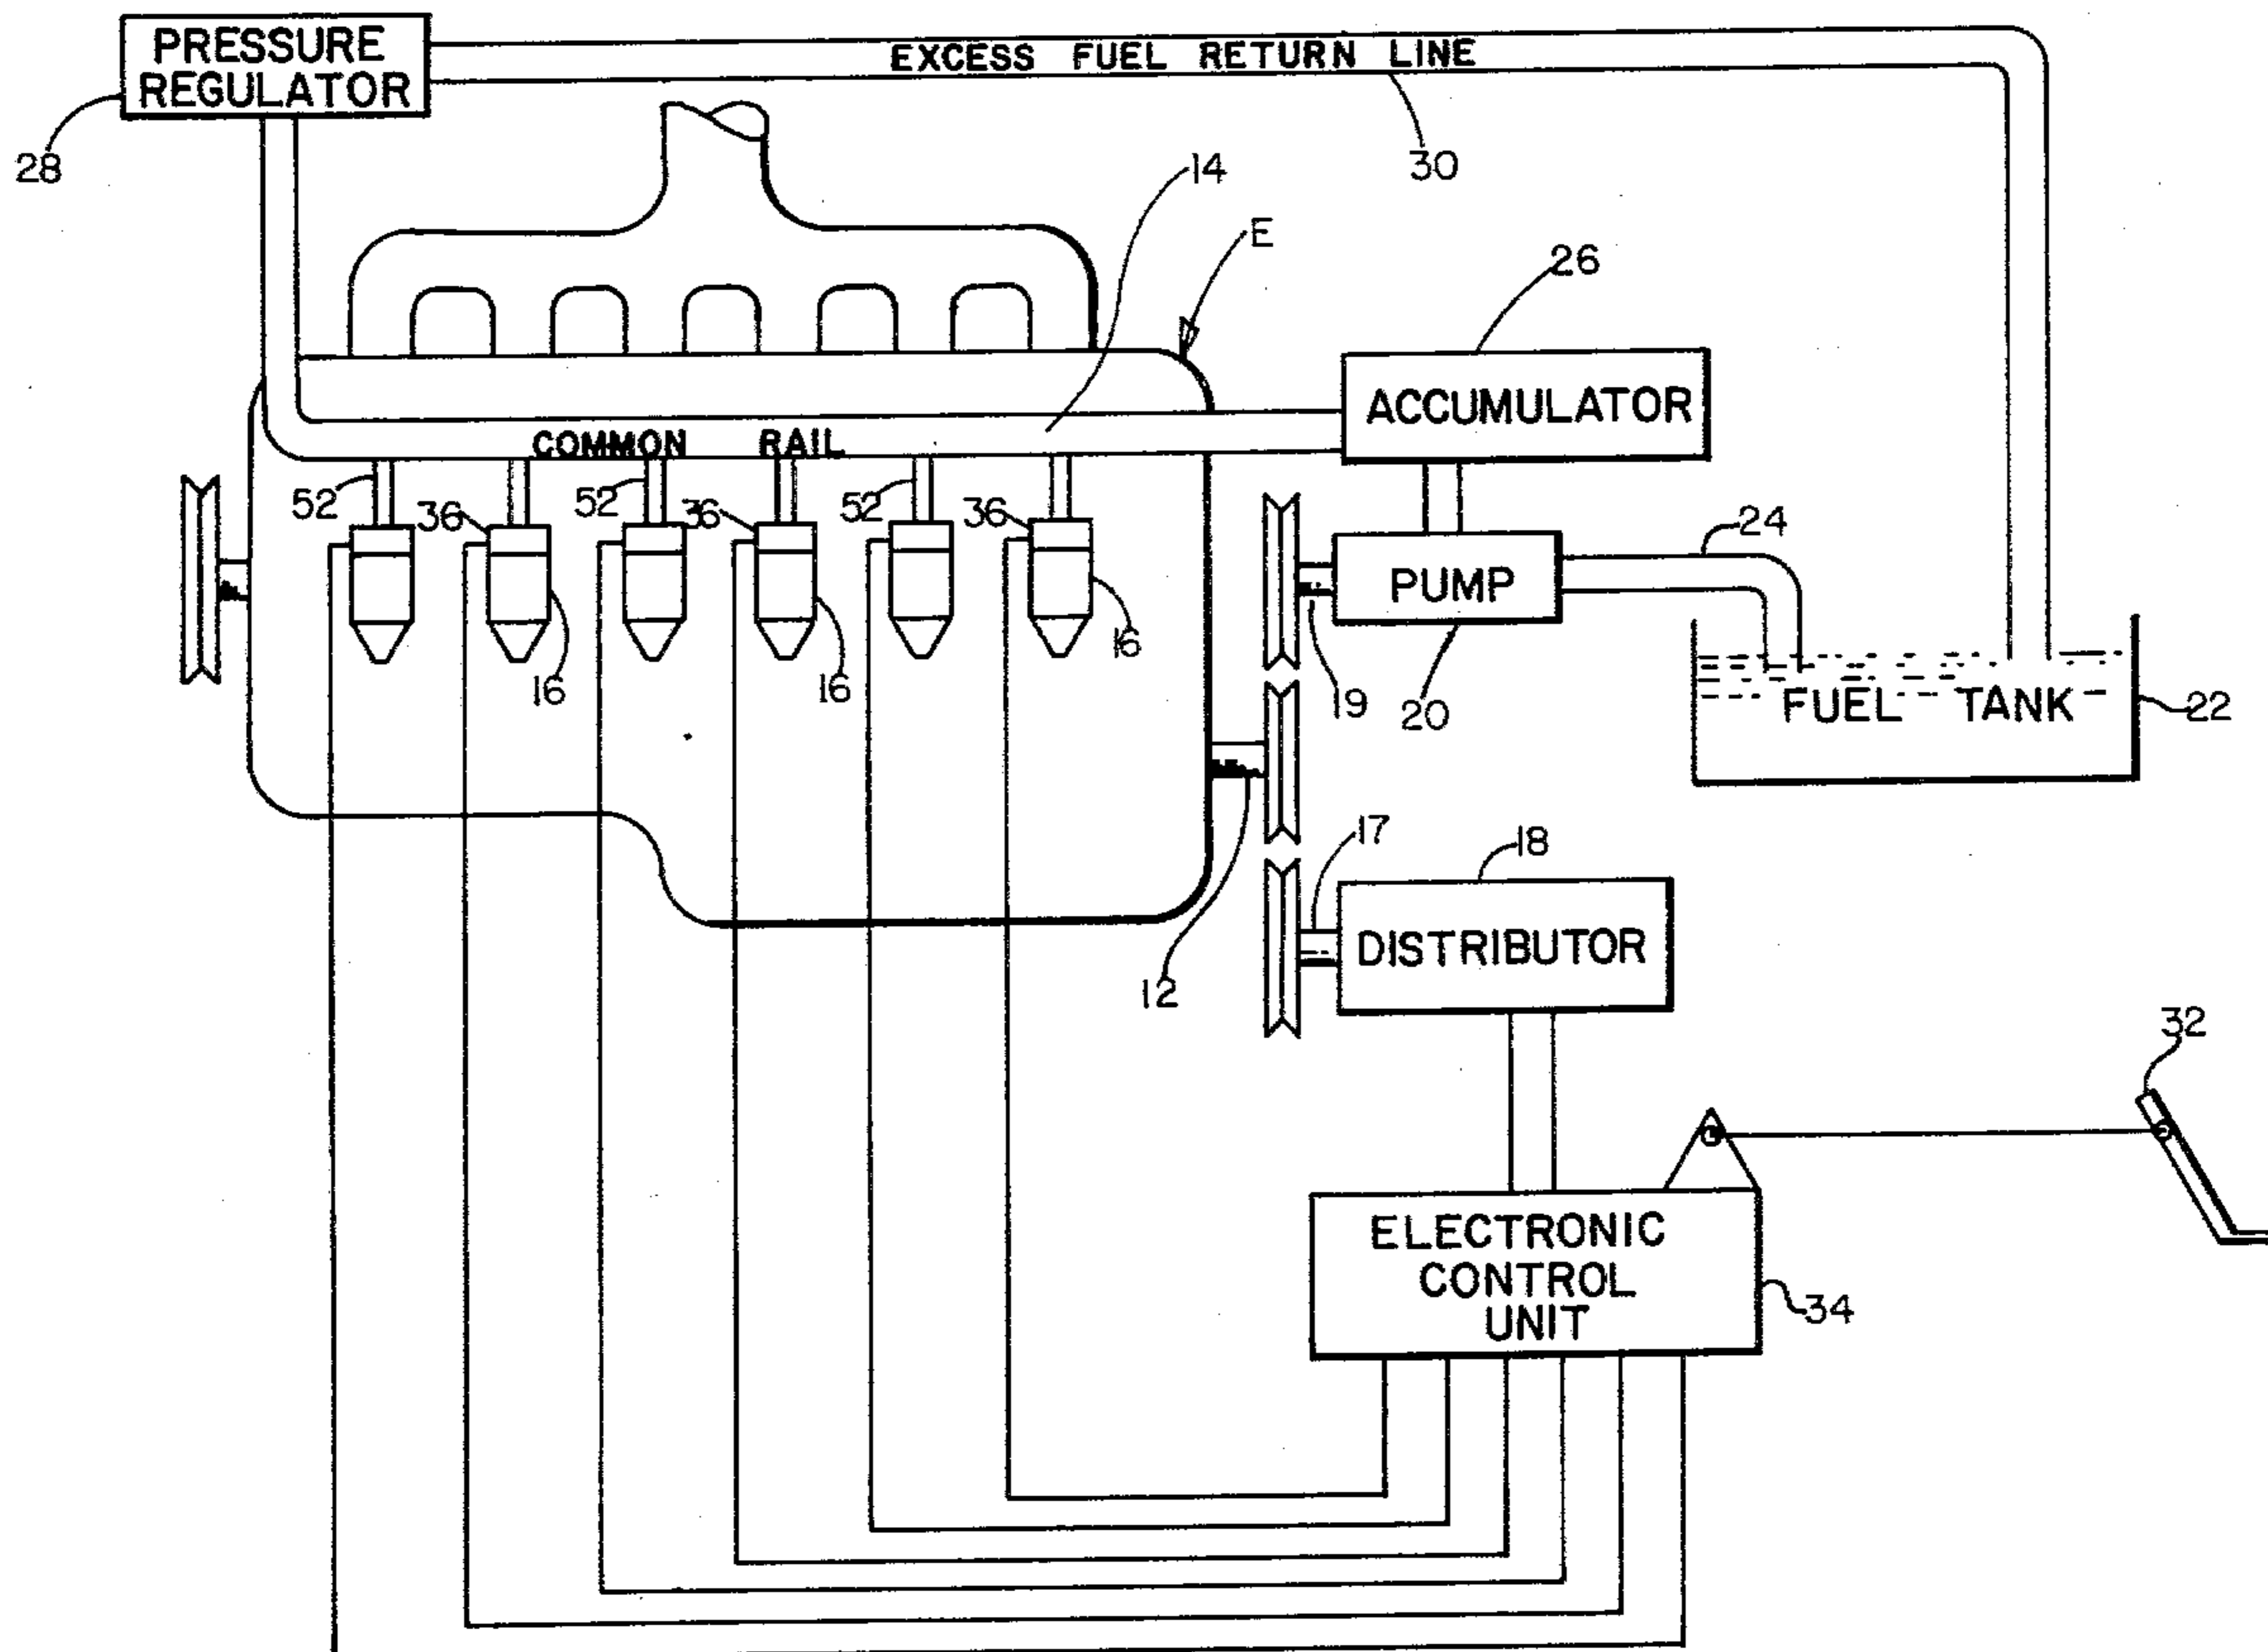 PRESSURE
REGULATOR
EXCESS FUEL RETURN LINE
28
30
14
E
26
ACCUMULATOR
COMMON RAIL
52
36
52
36
52
36
24
PUMP
16
16
16
19
20
FUEL TANK
22
17
18
DISTRIBUTOR
12
32
ELECTRONIC
CONTROL
UNIT
34